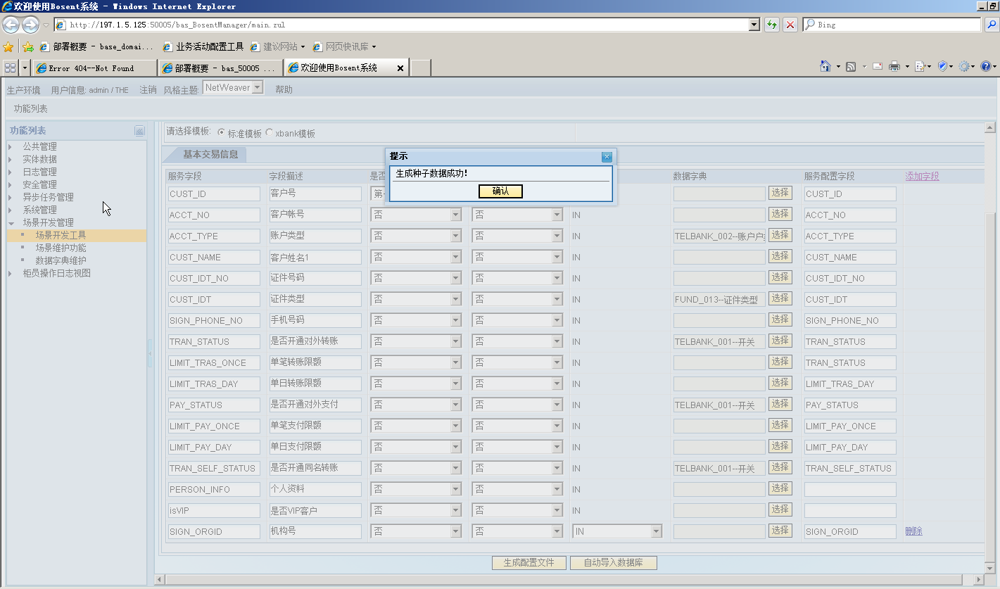 欢迎使用Bosent系统 - Windows Internet Explorer
http://197.1.5.125:50005/bas_BosentManager/main.zul
Bing
部署概要 - base_domai... 业务活动配置工具 建议网站 网页快讯库
Error 404--Not Found 部署概要 - bas_50005 ... 欢迎使用Bosent系统
生产环境 用户信息: admin / THE 注销 风格主题: NetWeaver 帮助
功能列表
功能列表
公共管理
实体数据
日志管理
安全管理
异步任务管理
系统管理
场景开发管理
场景开发工具
场景维护功能
数据字典维护
柜员操作日志视图
请选择模板: 标准模板 xbank模板
基本交易信息
提示
生成种子数据成功!
确认
服务字段 字段描述 是否 数据字典 服务配置字段 添加字段
CUST_ID 客户号 第 选择 CUST_ID
ACCT_NO 客户帐号 否 否 IN 选择 ACCT_NO
ACCT_TYPE 账户类型 否 否 IN TELBANK_002--账户户 选择 ACCT_TYPE
CUST_NAME 客户姓名1 否 否 IN 选择 CUST_NAME
CUST_IDT_NO 证件号码 否 否 IN 选择 CUST_IDT_NO
CUST_IDT 证件类型 否 否 IN FUND_013--证件类型 选择 CUST_IDT
SIGN_PHONE_NO 手机号码 否 否 IN 选择 SIGN_PHONE_NO
TRAN_STATUS 是否开通对外转账 否 否 IN TELBANK_001--开关 选择 TRAN_STATUS
LIMIT_TRAS_ONCE 单笔转账限额 否 否 IN 选择 TRAN_STATUS
LIMIT_TRAS_DAY 单日转账限额 否 否 IN 选择 LIMIT_TRAS_DAY
PAY_STATUS 是否开通对外支付 否 否 IN TELBANK_001--开关 选择 PAY_STATUS
LIMIT_PAY_ONCE 单笔支付限额 否 否 IN 选择 LIMIT_PAY_ONCE
LIMIT_PAY_DAY 单日支付限额 否 否 IN 选择 LIMIT_PAY_DAY
TRAN_SELF_STATUS 是否开通同名转账 否 否 IN TELBANK_001--开关 选择 TRAN_SELF_STATUS
PERSON_INFO 个人资料 否 否 IN 选择
isVIP 是否VIP客户 否 否 IN 选择
SIGN_ORGID 机构号 否 否 IN 选择 SIGN_ORGID 删除
生成配置文件 自动导入数据库